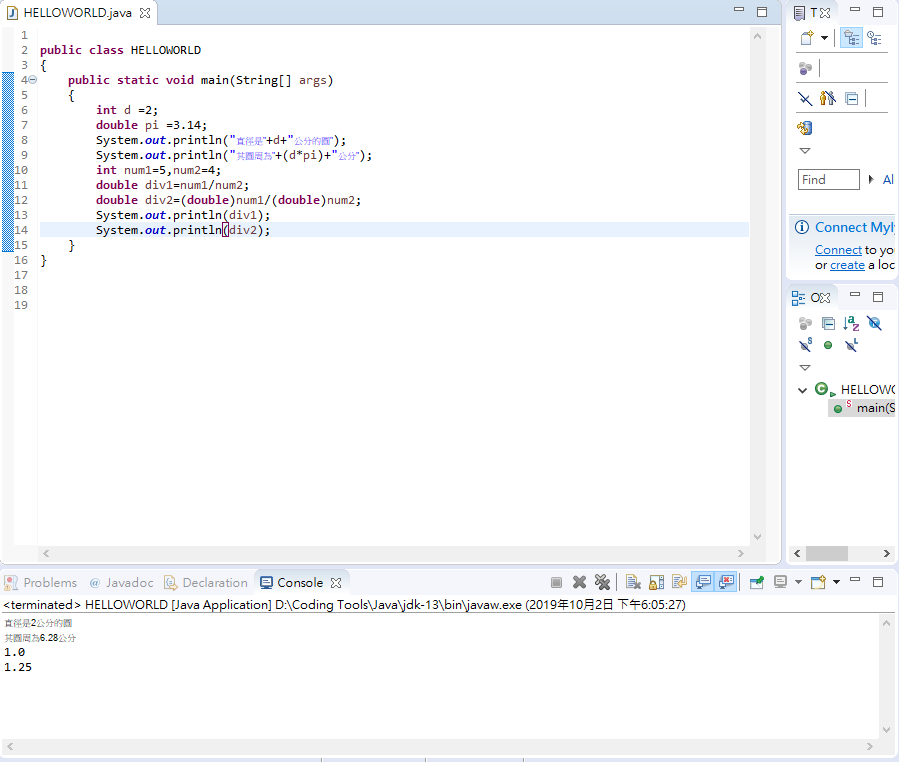 HELLOWORLD.java
1
2 public class HELLOWORLD
3 {
4 public static void main(String[] args)
5 {
6 int d =2;
7 double pi =3.14;
8 System.out.println("直徑是"+d+"公分的圓");
9 System.out.println("其圓周為"+(d*pi)+"公分");
10 int num1=5,num2=4;
11 double div1=num1/num2;
12 double div2=(double)num1/(double)num2;
13 System.out.println(div1);
14 System.out.println(div2);
15 }
16 }
17
18
19
T
Find
Al
Connect Myl
Connect to you
or create a loc
O
HELLOWO
main(S
Problems @ Javadoc Declaration Console
<terminated> HELLOWORLD [Java Application] D:\Coding Tools\Java\jdk-13\bin\javaw.exe (2019年10月2日 下午6:05:27)
直徑是2公分的圓
其圓周為6.28公分
1.0
1.25